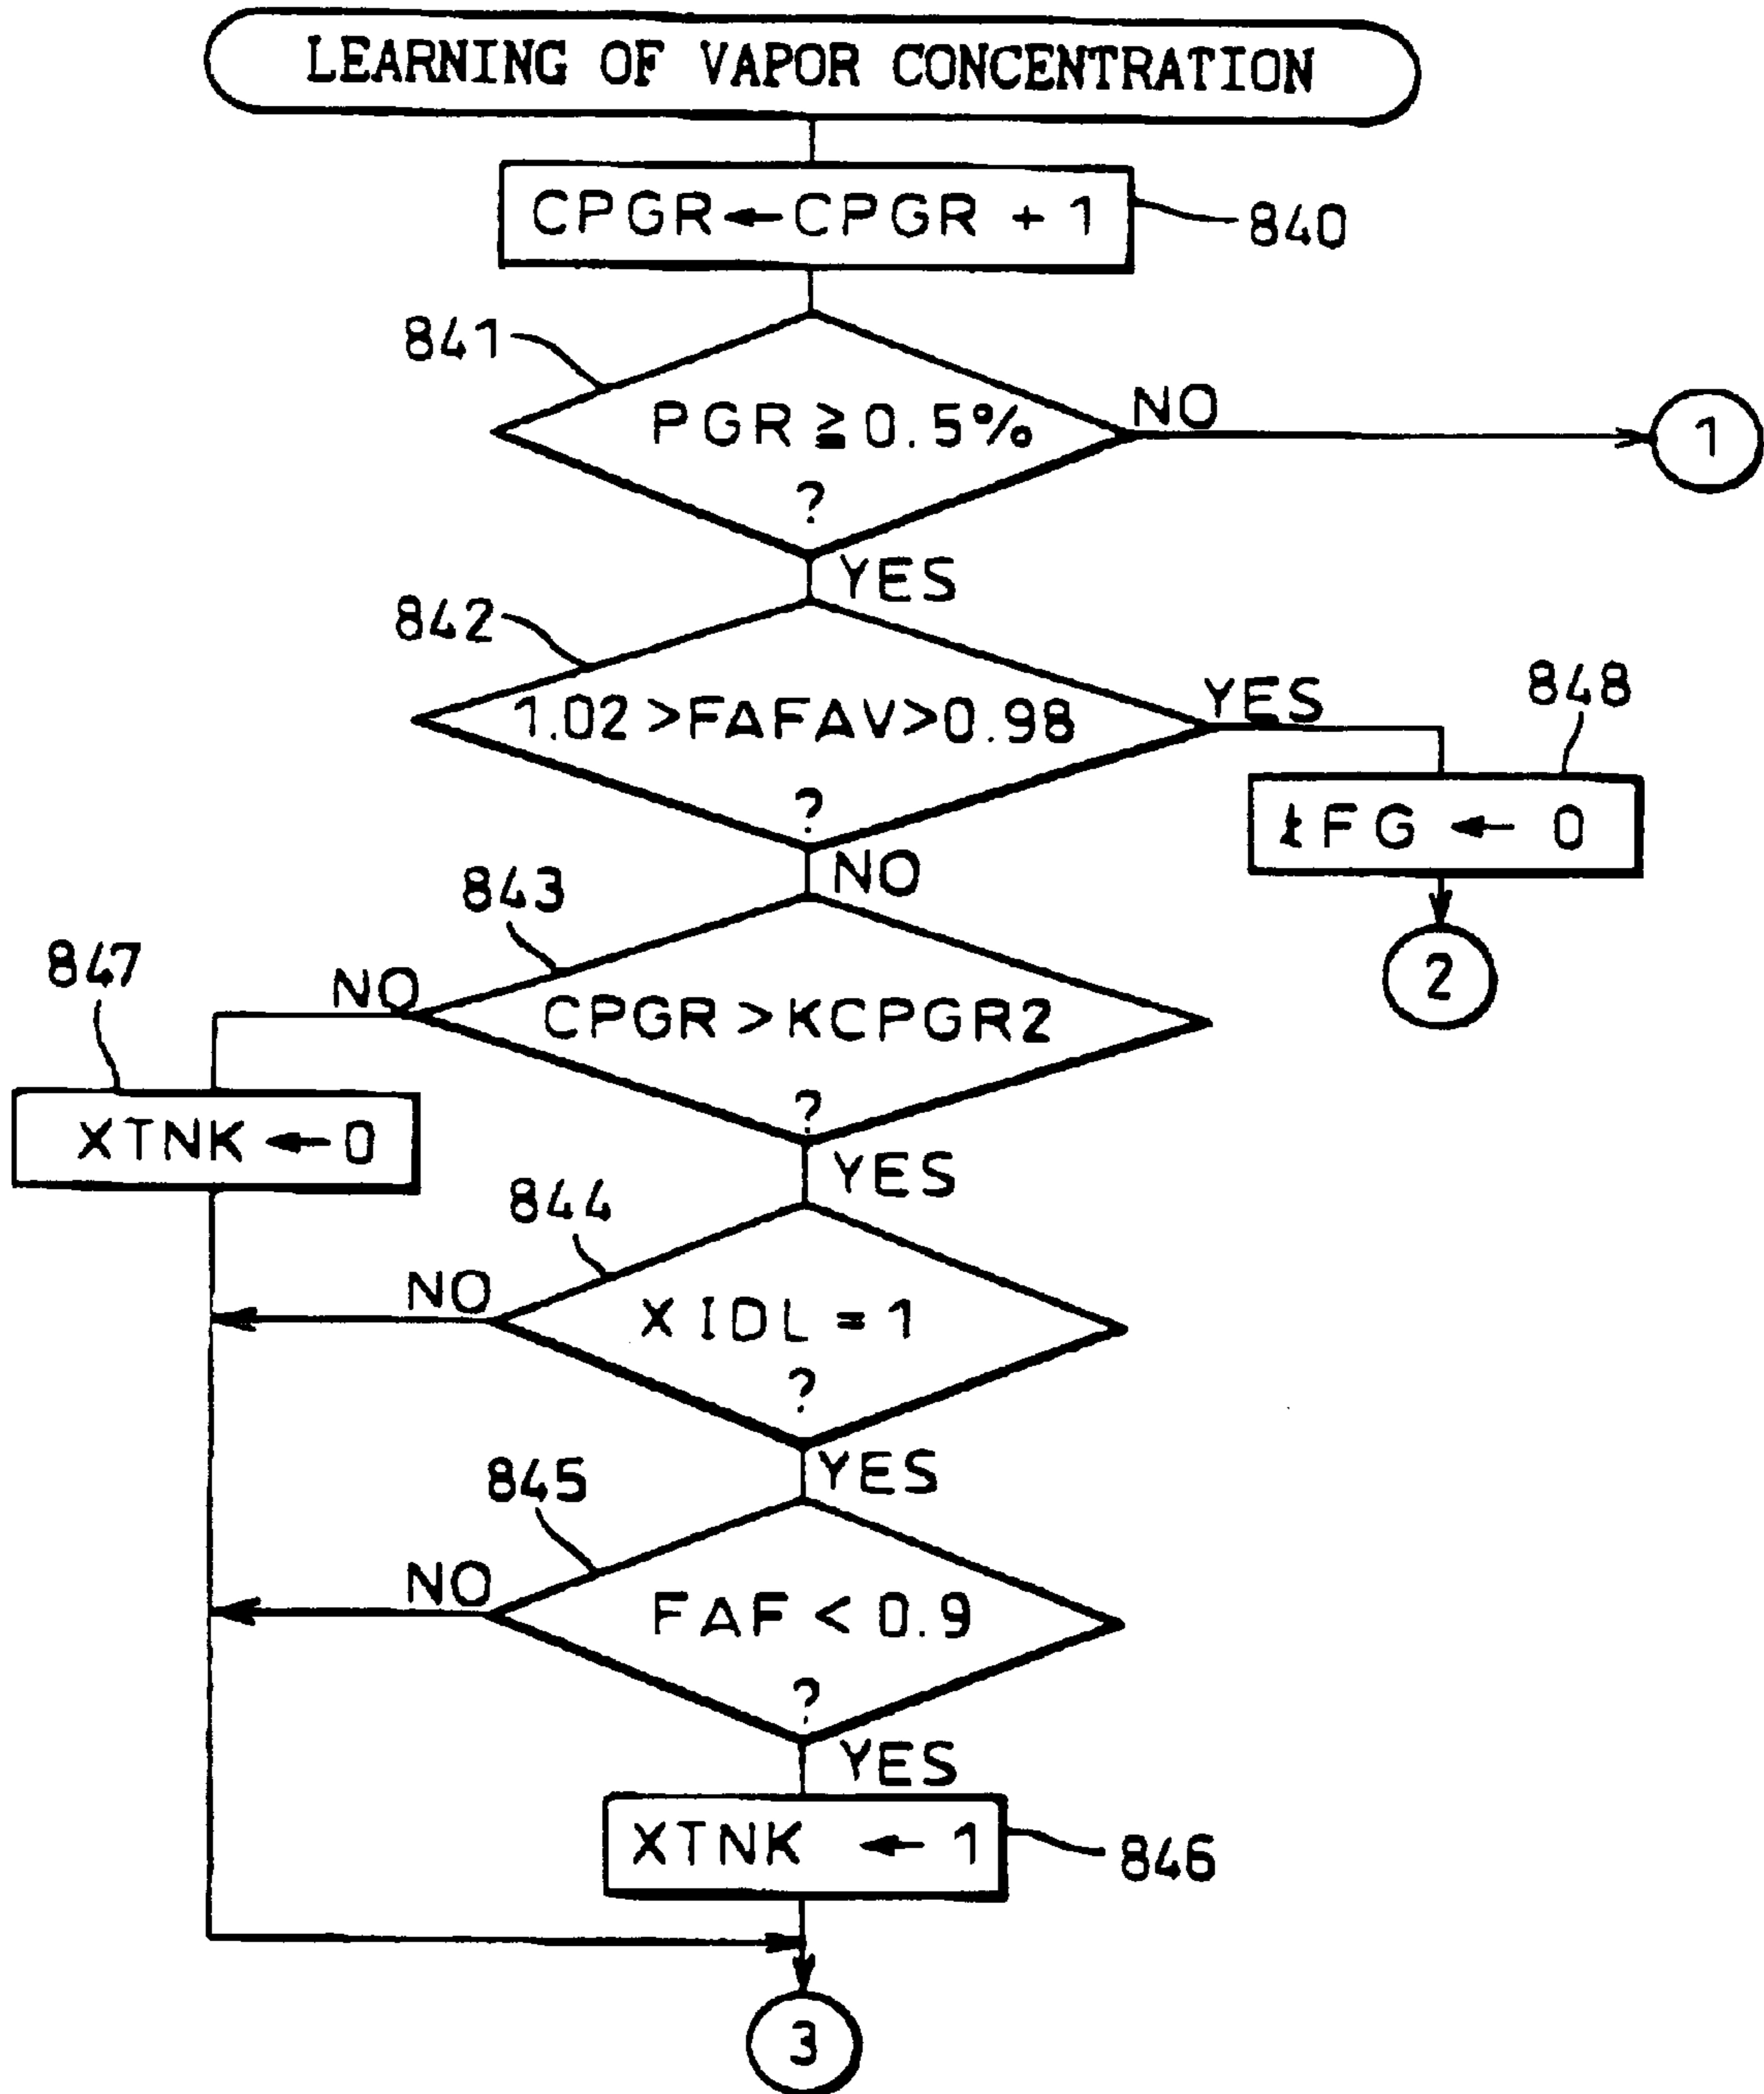 LEARNING OF VAPOR CONCENTRATION
CPGR ← CPGR + 1
840
841
PGR ≧ 0.5%
?
NO
1
YES
842
1.02 > FAFAV > 0.98
?
YES
848
tFG ← 0
2
NO
843
CPGR > KCPGR2
?
NO
847
XTNK ← 0
YES
844
XIDL = 1
?
NO
YES
845
FAF < 0.9
?
NO
YES
XTNK ← 1
846
3